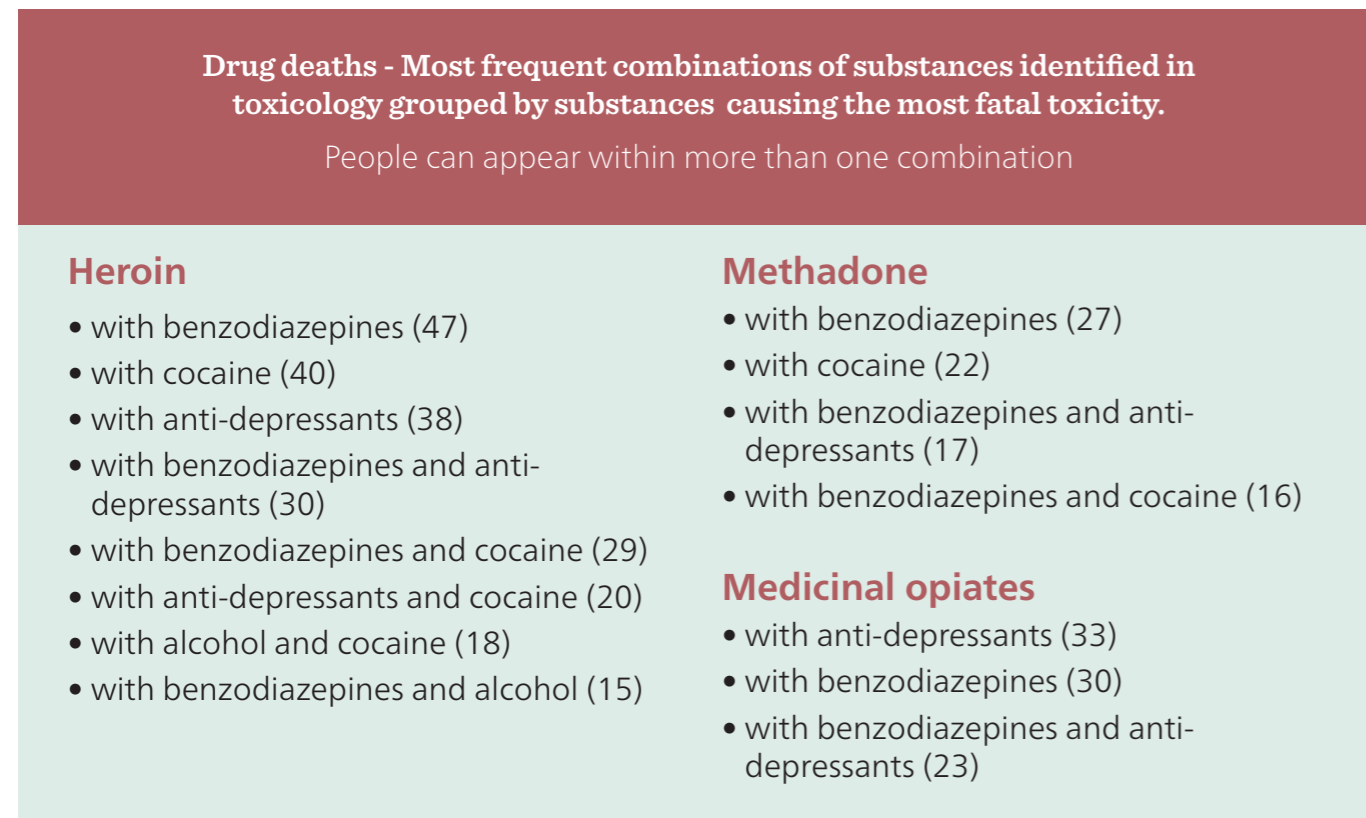 Drug deaths - Most frequent combinations of substances identified in
toxicology grouped by substances causing the most fatal toxicity.
People can appear within more than one combination
Heroin
• with benzodiazepines (47)
• with cocaine (40)
• with anti-depressants (38)
• with benzodiazepines and anti-
depressants (30)
• with benzodiazepines and cocaine (29)
• with anti-depressants and cocaine (20)
• with alcohol and cocaine (18)
• with benzodiazepines and alcohol (15)
Methadone
• with benzodiazepines (27)
• with cocaine (22)
• with benzodiazepines and anti-
depressants (17)
• with benzodiazepines and cocaine (16)
Medicinal opiates
• with anti-depressants (33)
• with benzodiazepines (30)
• with benzodiazepines and anti-
depressants (23)